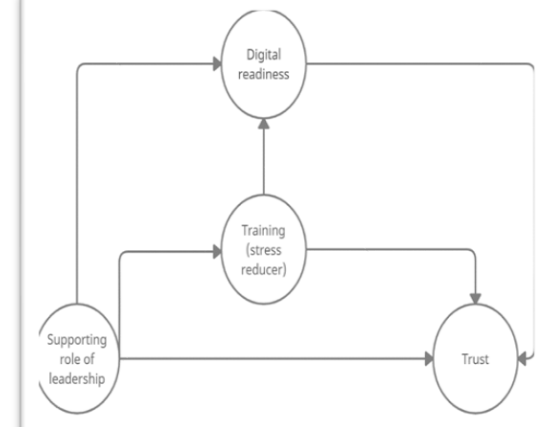 Digital
readiness
Training
(stress
reducer)
Supporting
role of
leadership
Trust